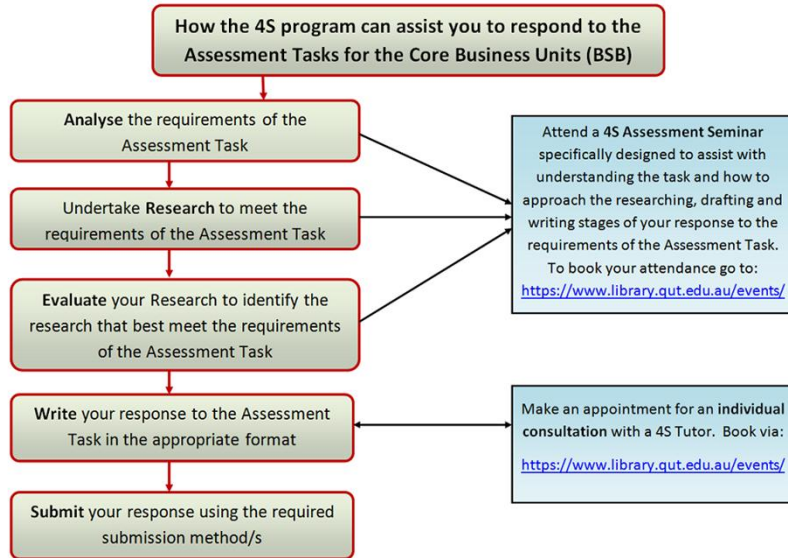 How the 4S program can assist you to respond to the
Assessment Tasks for the Core Business Units (BSB)
Analyse the requirements of the
Assessment Task
Undertake Research to meet the
requirements of the Assessment Task
Evaluate your Research to identify the
research that best meet the requirements
of the Assessment Task
Write your response to the Assessment
Task in the appropriate format
Submit your response using the required
submission method/s
Attend a 4S Assessment Seminar
specifically designed to assist with
understanding the task and how to
approach the researching, drafting and
writing stages of your response to the
requirements of the Assessment Task.
To book your attendance go to:
https://www.library.qut.edu.au/events/
Make an appointment for an individual
consultation with a 4S Tutor.  Book via:
https://www.library.qut.edu.au/events/